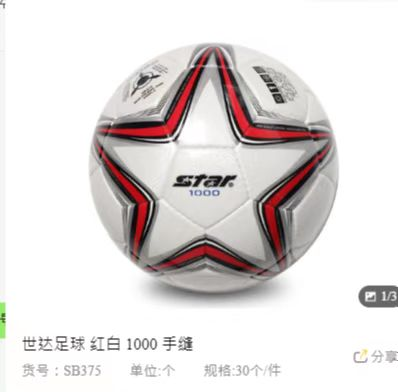 star
1000
1/3
世达足球 红白 1000 手缝
货号：SB375 单位:个 规格:30个/件
分享